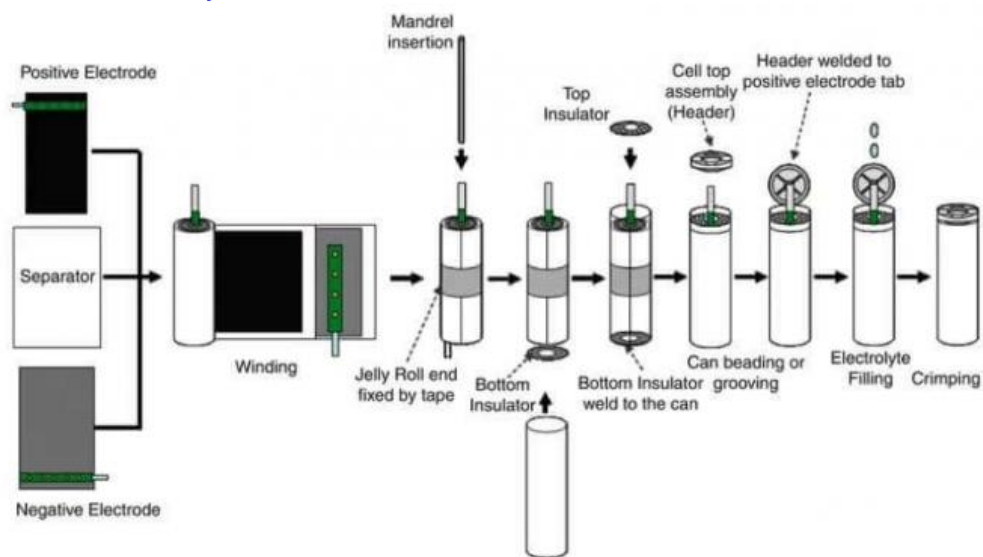 Mandrel
insertion
Positive Electrode
Top
Insulator
Cell top
assembly
(Header)
Header welded to
positive electrode tab
Separator
Winding
Jelly Roll end
fixed by tape
Bottom
Insulator
Bottom Insulator
weld to the can
Can beading or
grooving
Electrolyte
Filling
Crimping
Negative Electrode